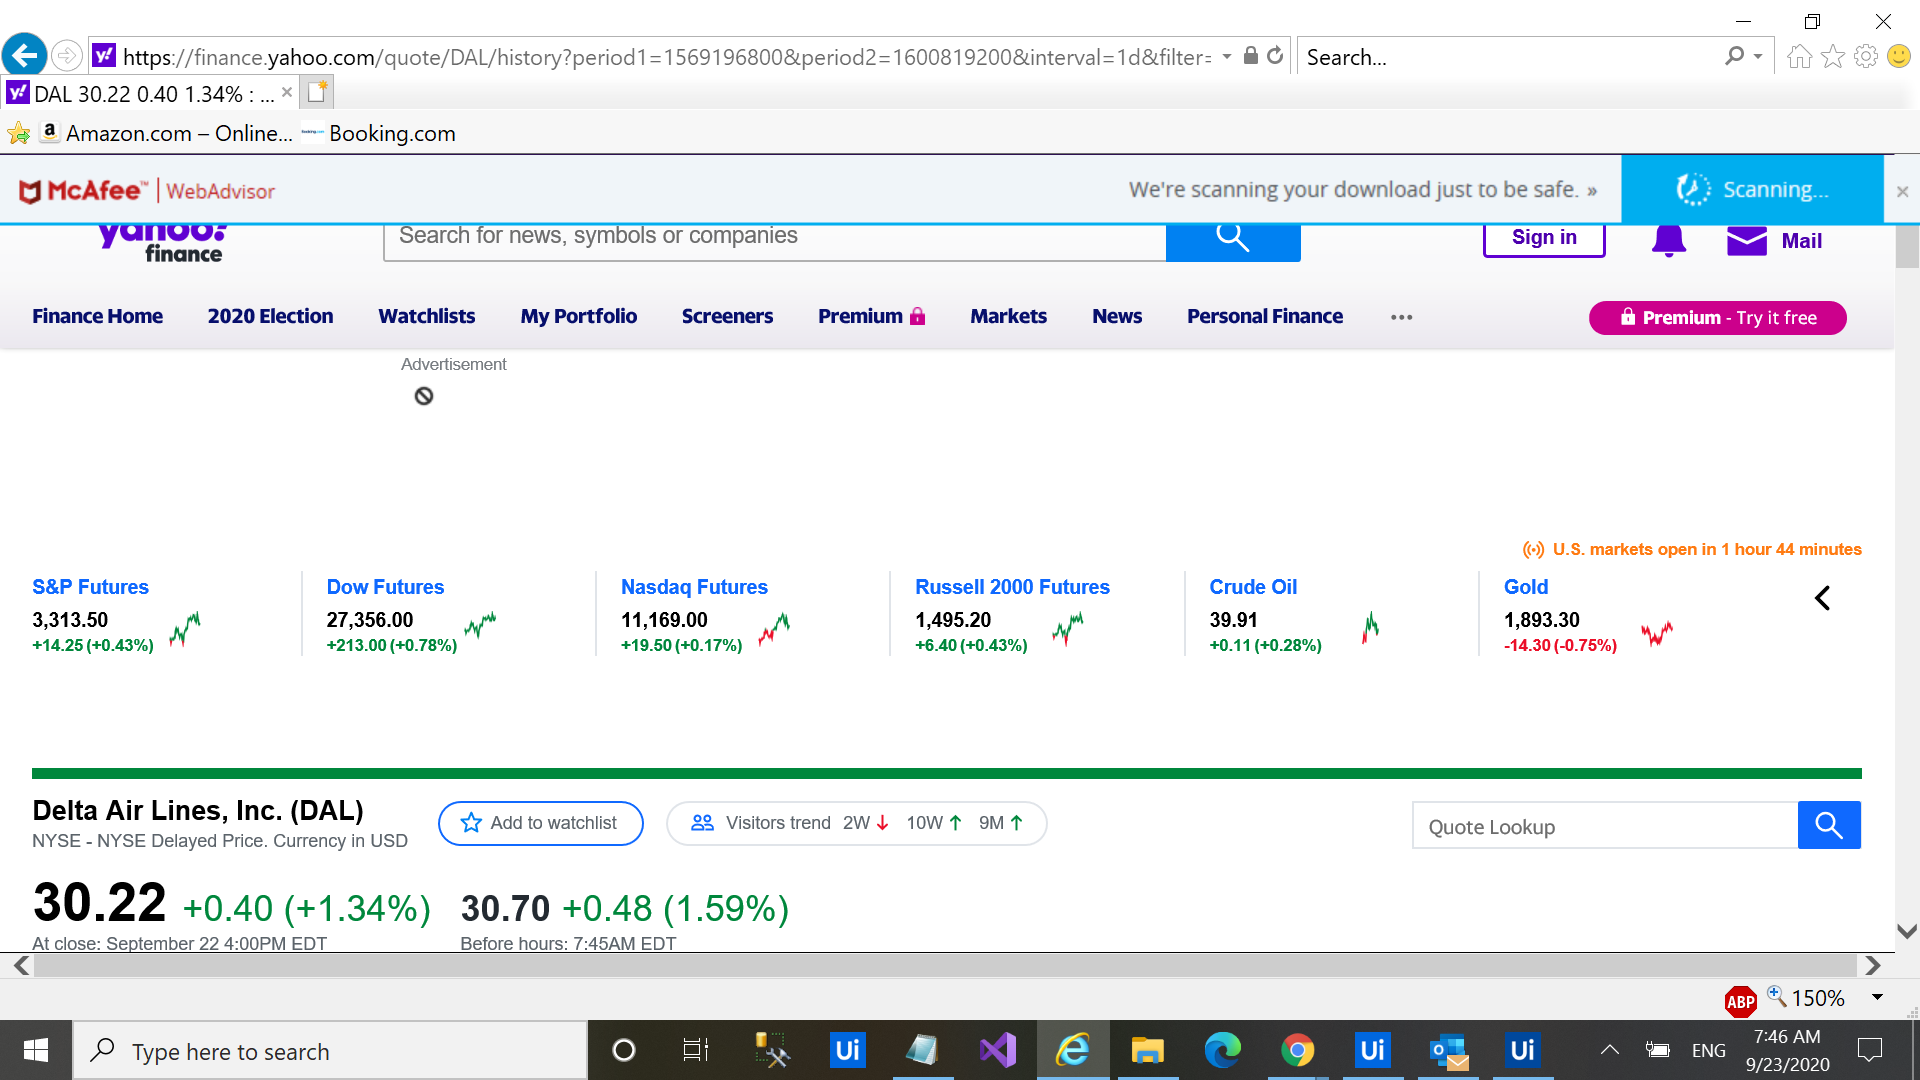 https://finance.yahoo.com/quote/DAL/history?period1=1569196800&period2=1600819200&interval=1d&filter=
Search...
DAL 30.22 0.40 1.34% : ...
Amazon.com – Online...
Booking.com
McAfee™ | WebAdvisor
We're scanning your download just to be safe. »
Scanning...
yahoo!
finance
Search for news, symbols or companies
Sign in
Mail
Finance Home
2020 Election
Watchlists
My Portfolio
Screeners
Premium
Markets
News
Personal Finance
Premium - Try it free
Advertisement
U.S. markets open in 1 hour 44 minutes
S&P Futures
3,313.50
+14.25 (+0.43%)
Dow Futures
27,356.00
+213.00 (+0.78%)
Nasdaq Futures
11,169.00
+19.50 (+0.17%)
Russell 2000 Futures
1,495.20
+6.40 (+0.43%)
Crude Oil
39.91
+0.11 (+0.28%)
Gold
1,893.30
-14.30 (-0.75%)
Delta Air Lines, Inc. (DAL)
NYSE - NYSE Delayed Price. Currency in USD
Add to watchlist
Visitors trend 2W ↓ 10W ↑ 9M ↑
Quote Lookup
30.22 +0.40 (+1.34%)
At close: September 22 4:00PM EDT
30.70 +0.48 (1.59%)
Before hours: 7:45AM EDT
ABP
150%
Type here to search
Ui
Ui
Ui
ENG
7:46 AM
9/23/2020